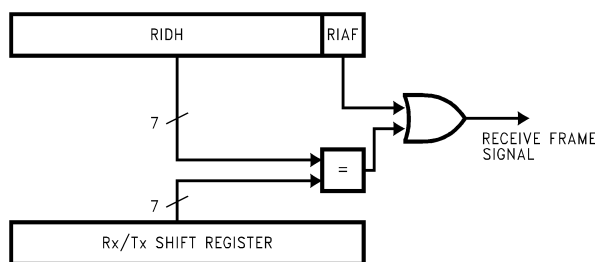 RIDH
RIAF
7
=
RECEIVE FRAME
SIGNAL
7
Rx/Tx SHIFT REGISTER